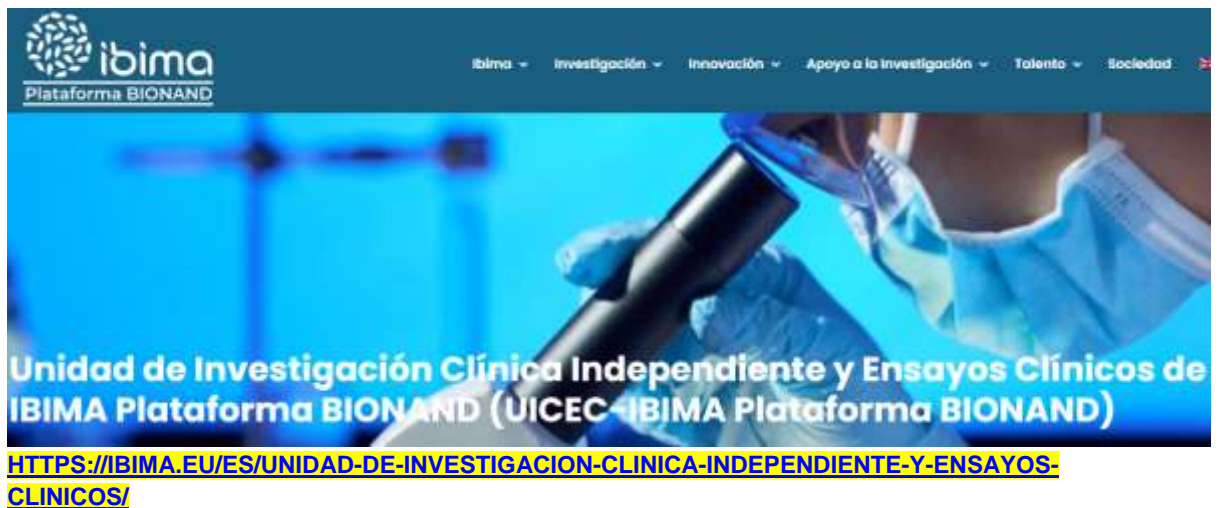 ibima
Plataforma BIONAND
Ibima Investigación Innovación Apoyo a la Investigación Talento Sociedad
Unidad de Investigación Clínica Independiente y Ensayos Clínicos de
IBIMA Plataforma BIONAND (UICEC-IBIMA Plataforma BIONAND)
HTTPS://IBIMA.EU/ES/UNIDAD-DE-INVESTIGACION-CLINICA-INDEPENDIENTE-Y-ENSAYOS-
CLINICOS/